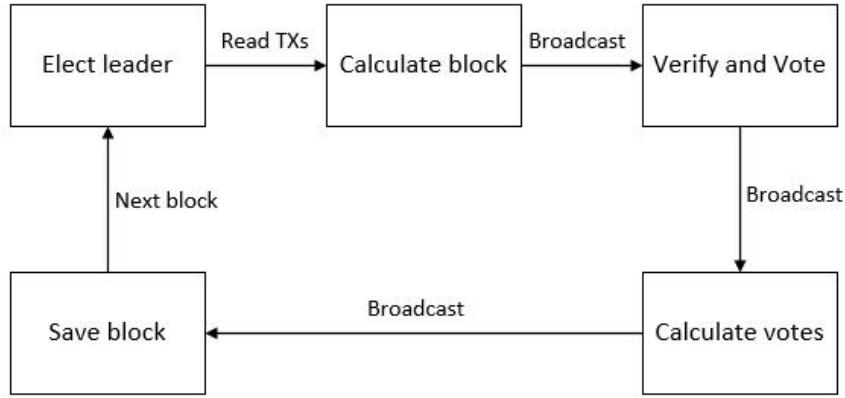 Elect leader
Read TXs
Calculate block
Broadcast
Verify and Vote
Broadcast
Next block
Save block
Broadcast
Calculate votes